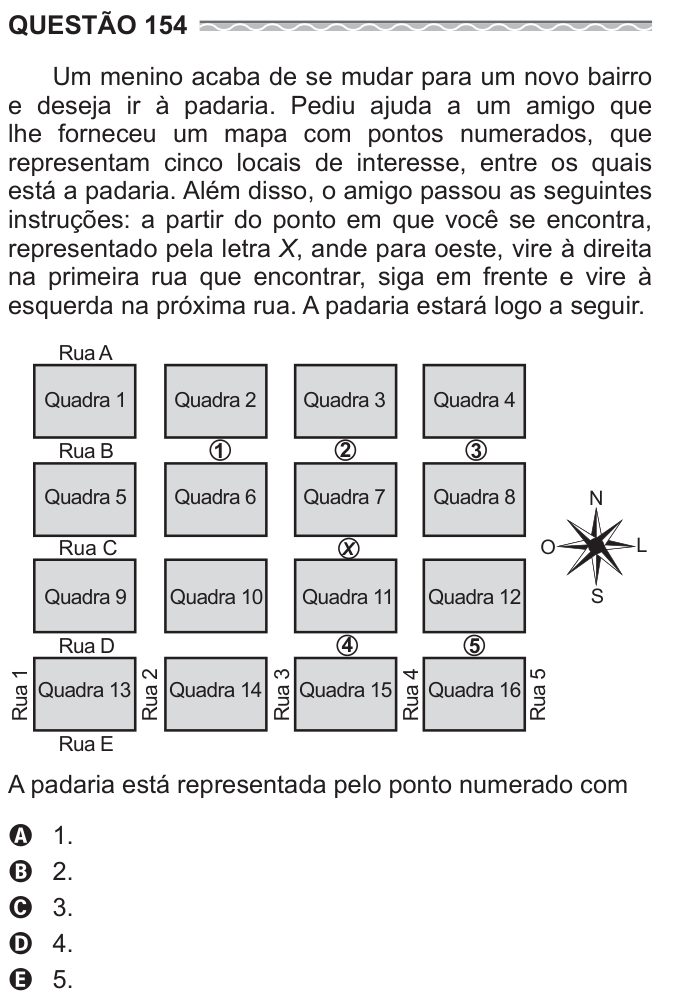 QUESTÃO 154
Um menino acaba de se mudar para um novo bairro
e deseja ir à padaria. Pediu ajuda a um amigo que
lhe forneceu um mapa com pontos numerados, que
representam cinco locais de interesse, entre os quais
está a padaria. Além disso, o amigo passou as seguintes
instruções: a partir do ponto em que você se encontra,
representado pela letra X, ande para oeste, vire à direita
na primeira rua que encontrar, siga em frente e vire à
esquerda na próxima rua. A padaria estará logo a seguir.
Rua A
Quadra 1 Quadra 2 Quadra 3 Quadra 4
Rua B 1 2 3
Quadra 5 Quadra 6 Quadra 7 Quadra 8
N
Rua C X O L
Quadra 9 Quadra 10 Quadra 11 Quadra 12
S
Rua D 4 5
Rua 1 Quadra 13 Rua 2 Quadra 14 Rua 3 Quadra 15 Rua 4 Quadra 16 Rua 5
Rua E
A padaria está representada pelo ponto numerado com
A 1.
B 2.
C 3.
D 4.
E 5.